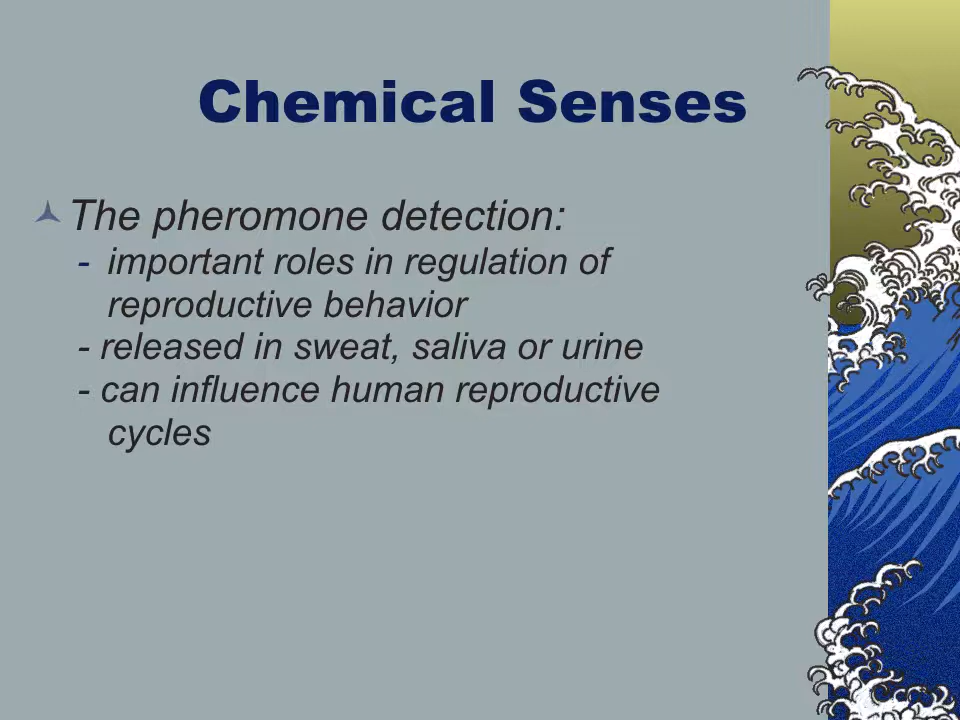 Chemical Senses
The pheromone detection:
- important roles in regulation of
reproductive behavior
- released in sweat, saliva or urine
- can influence human reproductive
cycles